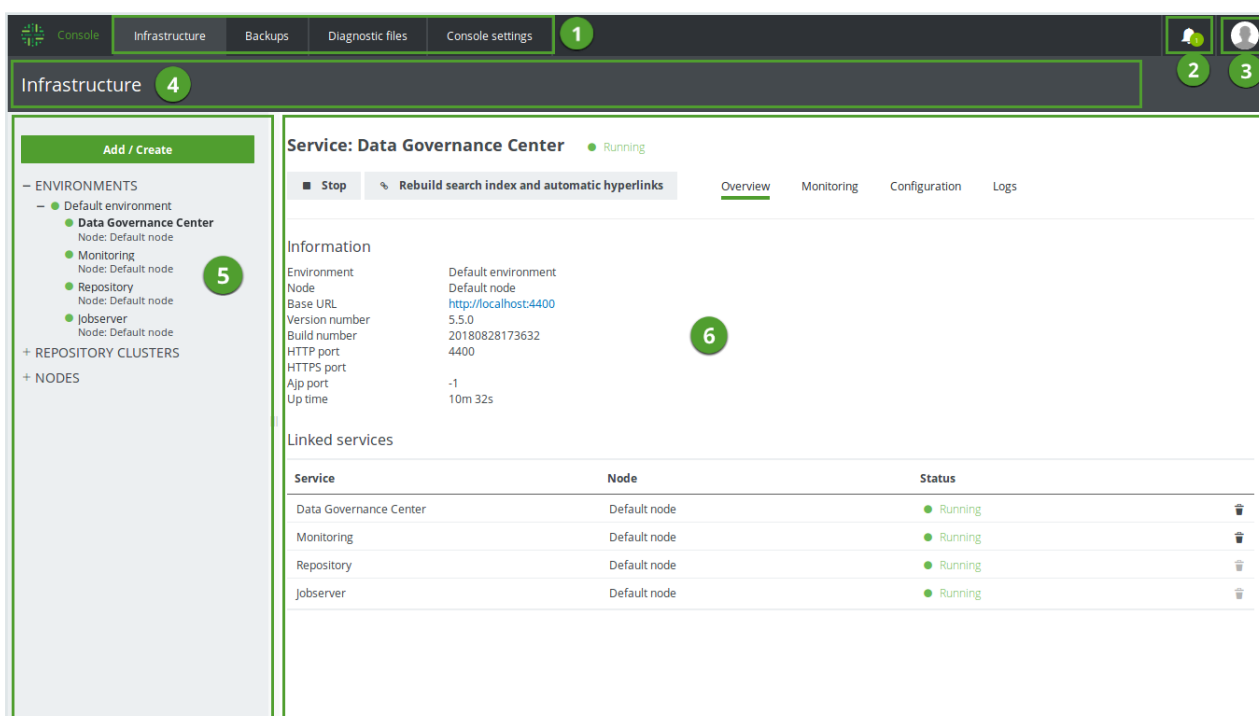 Console Infrastructure Backups Diagnostic files Console settings 1
1
2 3
Infrastructure 4
Add / Create
− ENVIRONMENTS
− Default environment
Data Governance Center
Node: Default node
Monitoring
Node: Default node
Repository
Node: Default node
Jobserver
Node: Default node
+ REPOSITORY CLUSTERS
+ NODES
5
Service: Data Governance Center Running
Stop Rebuild search index and automatic hyperlinks Overview Monitoring Configuration Logs
Information
Environment Default environment
Node Default node
Base URL http://localhost:4400
Version number 5.5.0
Build number 20180828173632
HTTP port 4400
HTTPS port
Ajp port -1
Up time 10m 32s
6
Linked services
Service Node Status
Data Governance Center Default node Running
Monitoring Default node Running
Repository Default node Running
Jobserver Default node Running